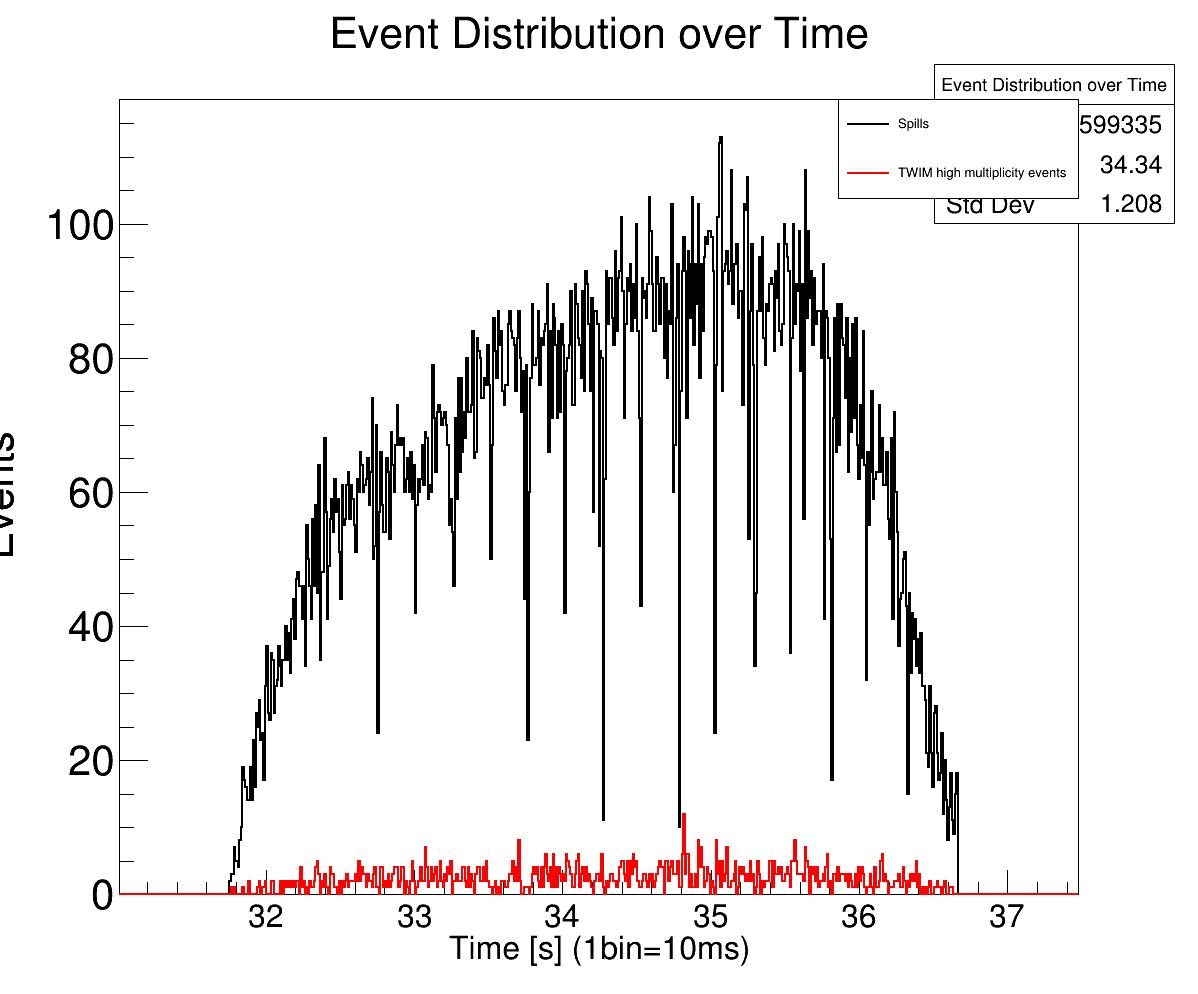 Event Distribution over Time
Event Distribution over Time
Spills
599335
TWIM high multiplicity events
34.34
Std Dev
1.208
Events
100
80
60
40
20
0
32 33 34 35 36 37
Time [s] (1bin=10ms)